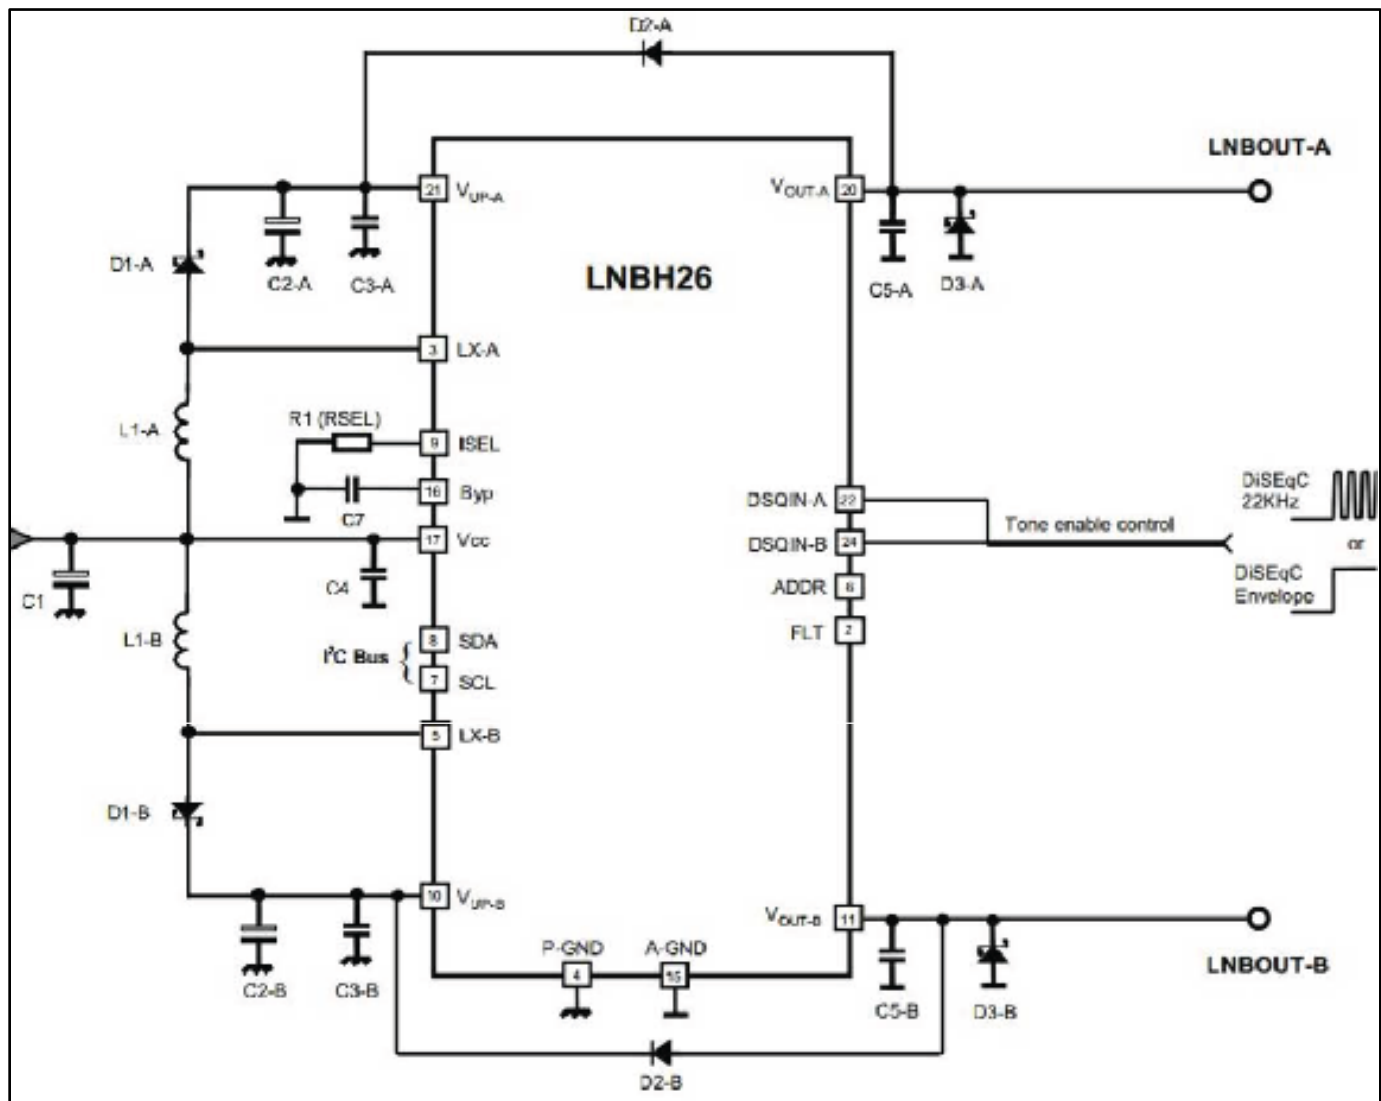 D2-A
LNBOUT-A
21 VUP-A
VOUT-A 20
LNBH26
D1-A
C2-A
C3-A
C5-A
D3-A
3 LX-A
L1-A
R1 (RSEL)
9 ISEL
16 Byp
C7
17 Vcc
C1
C4
L1-B
I²C Bus {
8 SDA
7 SCL
5 LX-B
DSQIN-A 22
DSQIN-B 24
ADDR 6
FLT 2
Tone enable control
DiSEqC
22KHz
or
DiSEqC
Envelope
D1-B
10 VUP-B
C2-B
C3-B
P-GND
4
A-GND
15
VOUT-B 11
C5-B
D3-B
LNBOUT-B
D2-B